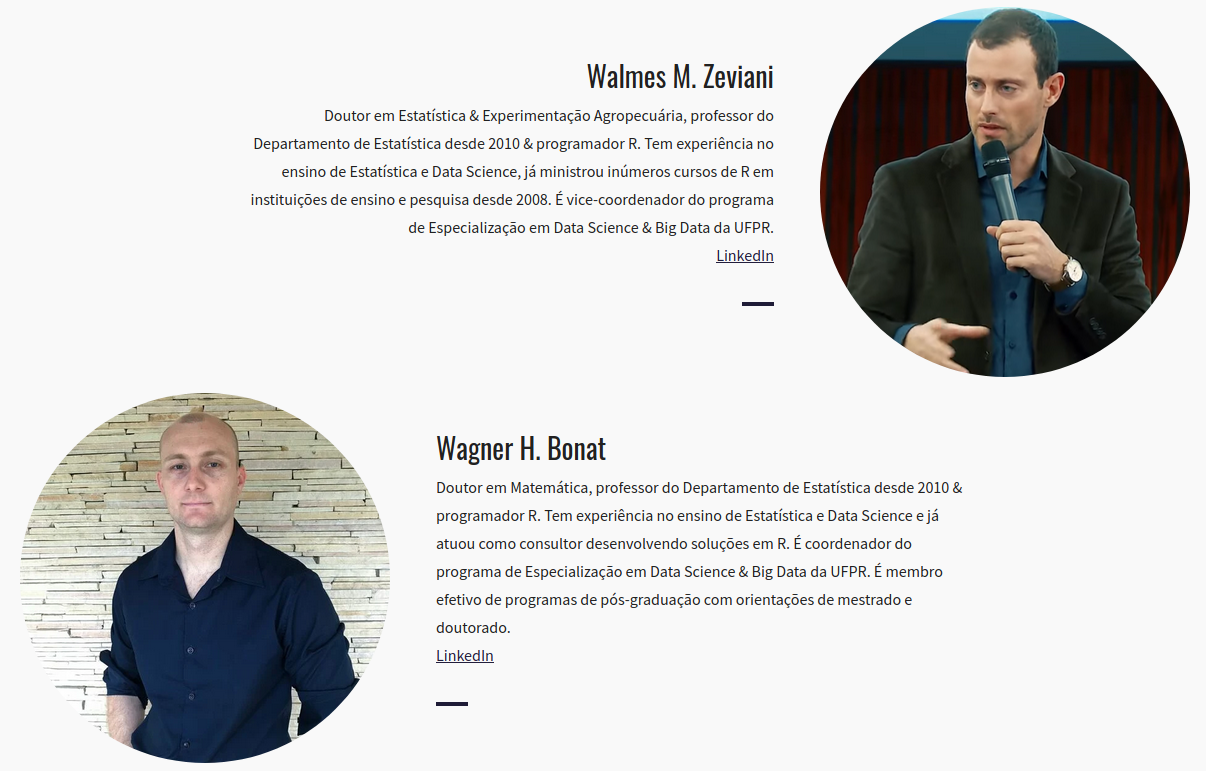 Walmes M. Zeviani
Doutor em Estatística & Experimentação Agropecuária, professor do
Departamento de Estatística desde 2010 & programador R. Tem experiência no
ensino de Estatística e Data Science, já ministrou inúmeros cursos de R em
instituições de ensino e pesquisa desde 2008. É vice-coordenador do programa
de Especialização em Data Science & Big Data da UFPR.
LinkedIn
Wagner H. Bonat
Doutor em Matemática, professor do Departamento de Estatística desde 2010 &
programador R. Tem experiência no ensino de Estatística e Data Science e já
atuou como consultor desenvolvendo soluções em R. É coordenador do
programa de Especialização em Data Science & Big Data da UFPR. É membro
efetivo de programas de pós-graduação com orientações de mestrado e
doutorado.
LinkedIn